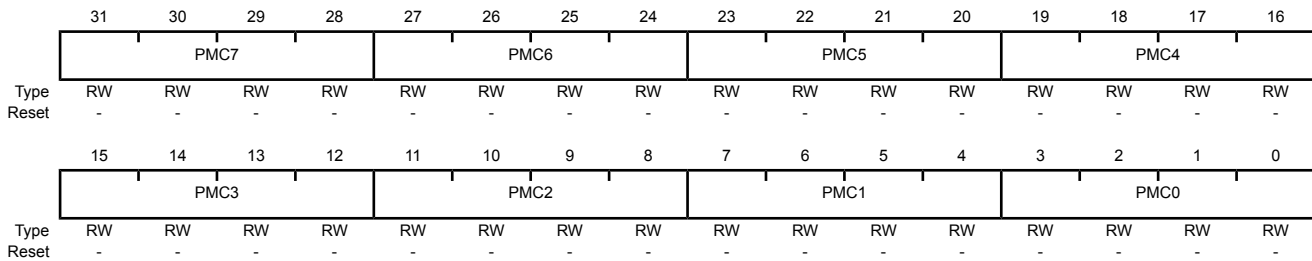 31 30 29 28 27 26 25 24 23 22 21 20 19 18 17 16
PMC7 PMC6 PMC5 PMC4
Type RW RW RW RW RW RW RW RW RW RW RW RW RW RW RW RW
Reset - - - - - - - - - - - - - - - -
15 14 13 12 11 10 9 8 7 6 5 4 3 2 1 0
PMC3 PMC2 PMC1 PMC0
Type RW RW RW RW RW RW RW RW RW RW RW RW RW RW RW RW
Reset - - - - - - - - - - - - - - - -